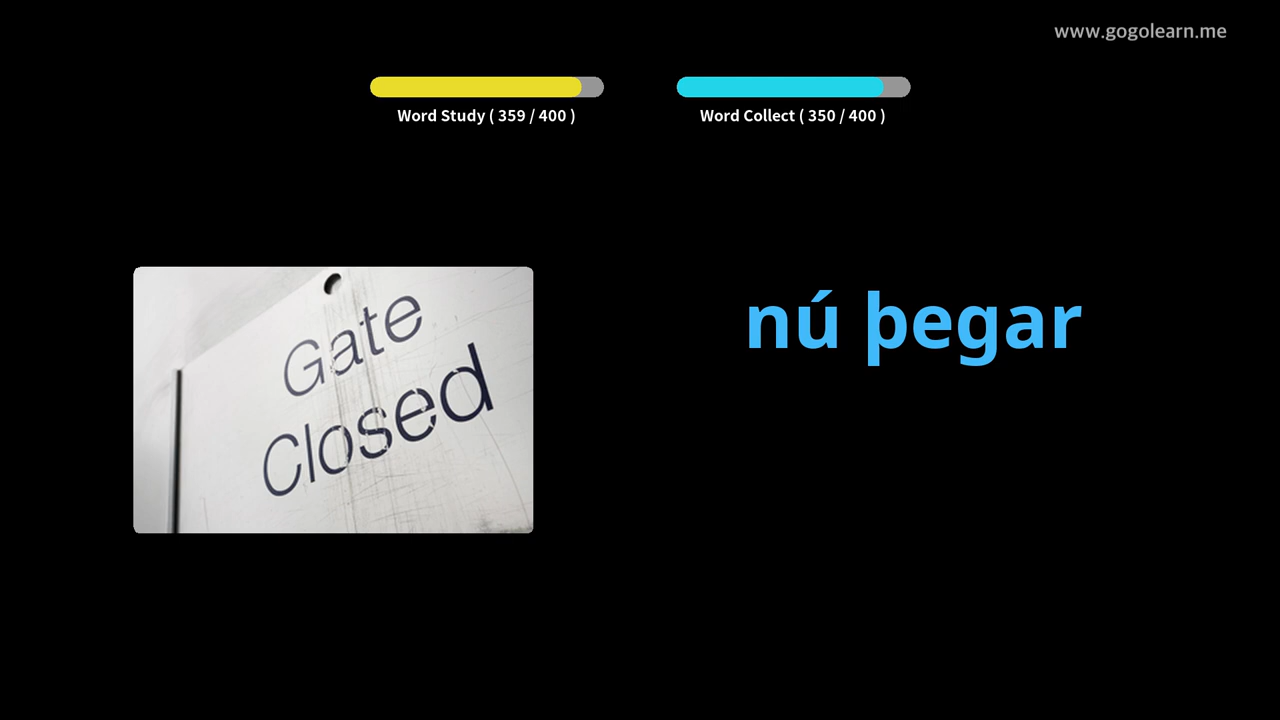 www.gogolearn.me
Word Study ( 359 / 400 )
Word Collect ( 350 / 400 )
Gate
Closed
nú þegar